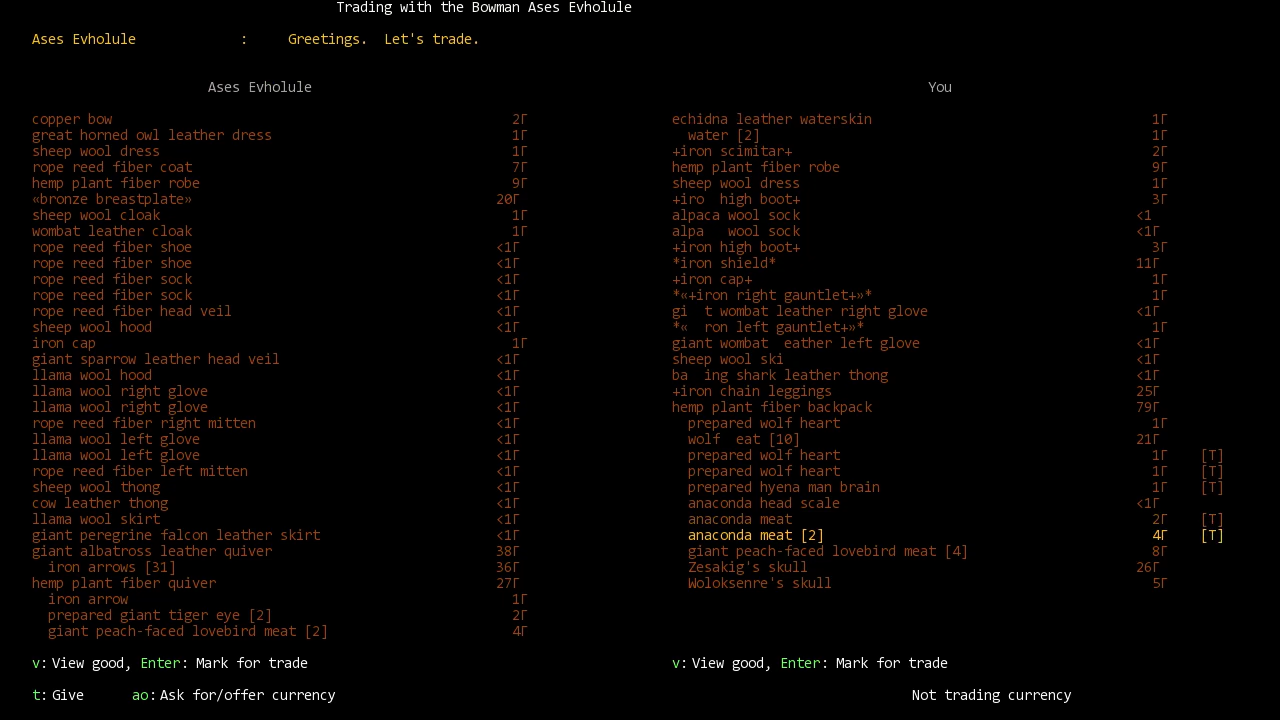 Trading with the Bowman Ases Evholule
Ases Evholule : Greetings. Let's trade.
Ases Evholule You
copper bow 2Γ echidna leather waterskin 1Γ
great horned owl leather dress 1Γ water [2] 1Γ
sheep wool dress 1Γ +iron scimitar+ 2Γ
rope reed fiber coat 7Γ hemp plant fiber robe 9Γ
hemp plant fiber robe 9Γ sheep wool dress 1Γ
«bronze breastplate» 20Γ +iro high boot+ 3Γ
sheep wool cloak 1Γ alpaca wool sock <1
wombat leather cloak 1Γ alpa wool sock <1Γ
rope reed fiber shoe <1Γ +iron high boot+ 3Γ
rope reed fiber shoe <1Γ *iron shield* 11Γ
rope reed fiber sock <1Γ +iron cap+ 1Γ
rope reed fiber sock <1Γ *«+iron right gauntlet+»* 1Γ
rope reed fiber head veil <1Γ gi t wombat leather right glove <1Γ
sheep wool hood <1Γ *« ron left gauntlet+»* 1Γ
iron cap 1Γ giant wombat eather left glove <1Γ
giant sparrow leather head veil <1Γ sheep wool ski <1Γ
llama wool hood <1Γ ba ing shark leather thong <1Γ
llama wool right glove <1Γ +iron chain leggings 25Γ
llama wool right glove <1Γ hemp plant fiber backpack 79Γ
rope reed fiber right mitten <1Γ prepared wolf heart 1Γ
llama wool left glove <1Γ wolf eat [10] 21Γ
llama wool left glove <1Γ prepared wolf heart 1Γ [T]
rope reed fiber left mitten <1Γ prepared wolf heart 1Γ [T]
sheep wool thong <1Γ prepared hyena man brain 1Γ [T]
cow leather thong <1Γ anaconda head scale <1Γ
llama wool skirt <1Γ anaconda meat 2Γ [T]
giant peregrine falcon leather skirt <1Γ anaconda meat [2] 4Γ [T]
giant albatross leather quiver 38Γ giant peach-faced lovebird meat [4] 8Γ
iron arrows [31] 36Γ Zesakig's skull 26Γ
hemp plant fiber quiver 27Γ Woloksenre's skull 5Γ
iron arrow 1Γ
prepared giant tiger eye [2] 2Γ
giant peach-faced lovebird meat [2] 4Γ
v: View good, Enter: Mark for trade v: View good, Enter: Mark for trade
t: Give ao: Ask for/offer currency Not trading currency